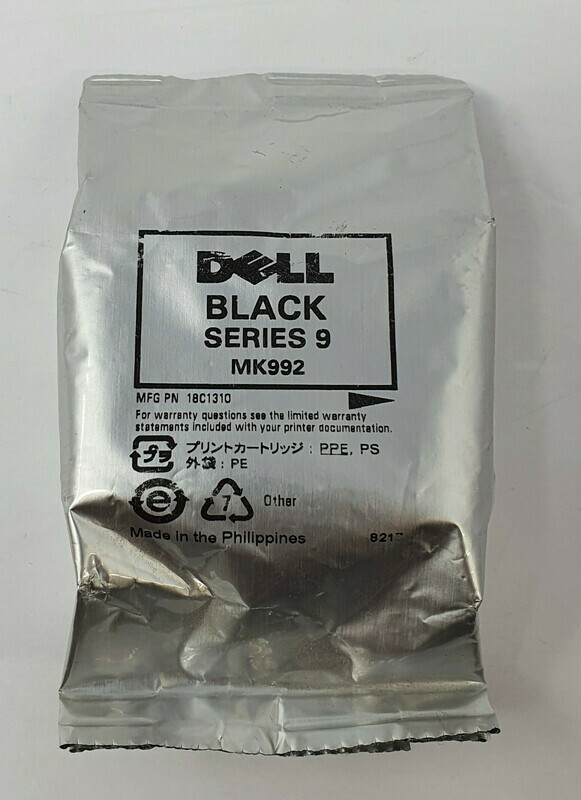 DELL
BLACK
SERIES 9
MK992
MFG PN 18C1310
For warranty questions see the limited warranty
statements included with your printer documentation.
プラ プリントカートリッジ : PPE, PS
外袋 : PE
e 7 Other
Made in the Philippines